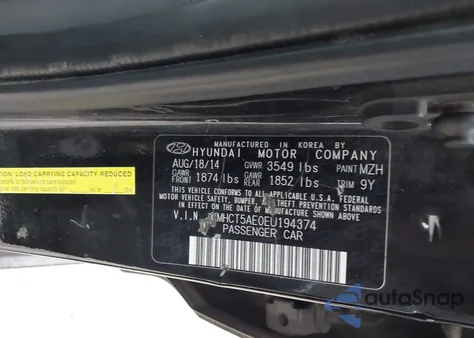 MANUFACTURED IN KOREA BY
HYUNDAI MOTOR COMPANY
AUG/18/14 GVWR 3549 lbs PAINT MZH
GAWR FRONT 1874 lbs GAWR REAR 1852 lbs TRIM 9Y
THIS VEHICLE CONFORMS TO ALL APPLICABLE U.S. FEDERAL
MOTOR VEHICLE SAFETY, BUMPER, AND THEFT PREVENTION STANDARDS
IN EFFECT ON THE DATE OF MANUFACTURE SHOWN ABOVE.
V.I.N. MHCT5AE0EU194374
PASSENGER CAR
CAUTION: LOAD CARRYING CAPACITY REDUCED
autoSnap